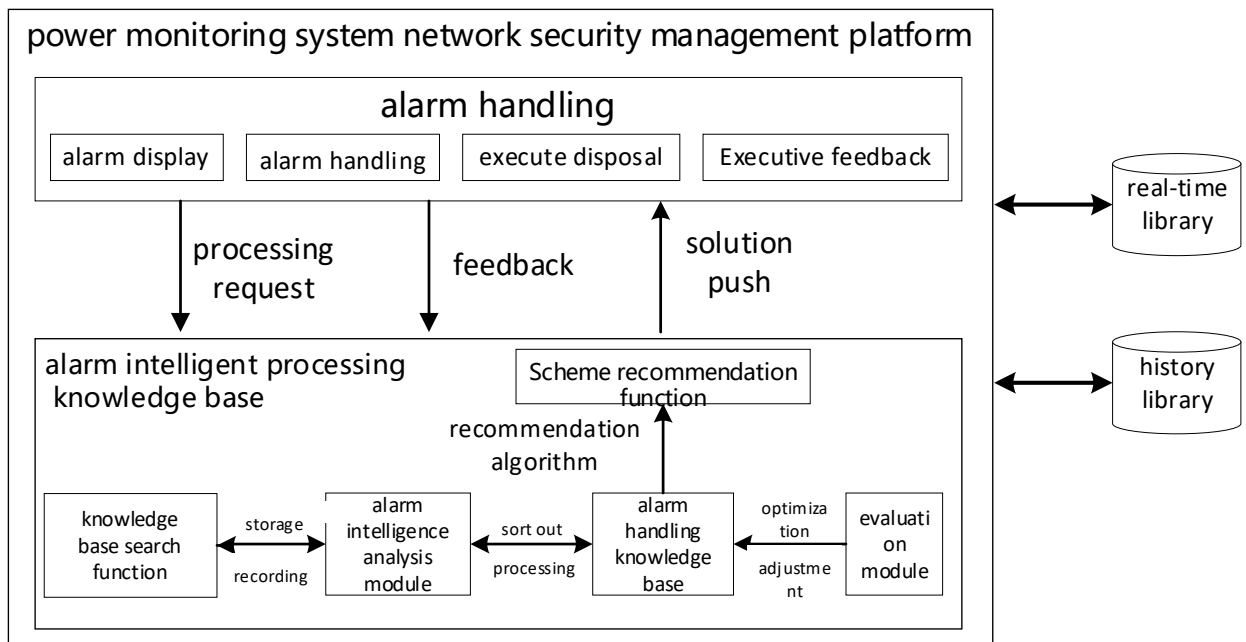 power monitoring system network security management platform
alarm handling
alarm display
alarm handling
execute disposal
Executive feedback
processing
request
feedback
solution
push
real-time
library
history
library
alarm intelligent processing
knowledge base
Scheme recommendation
function
recommendation
algorithm
knowledge
base search
function
storage
recording
alarm
intelligence
analysis
module
sort out
processing
alarm
handling
knowledge
base
optimiza
tion
adjustme
nt
evaluati
on
module